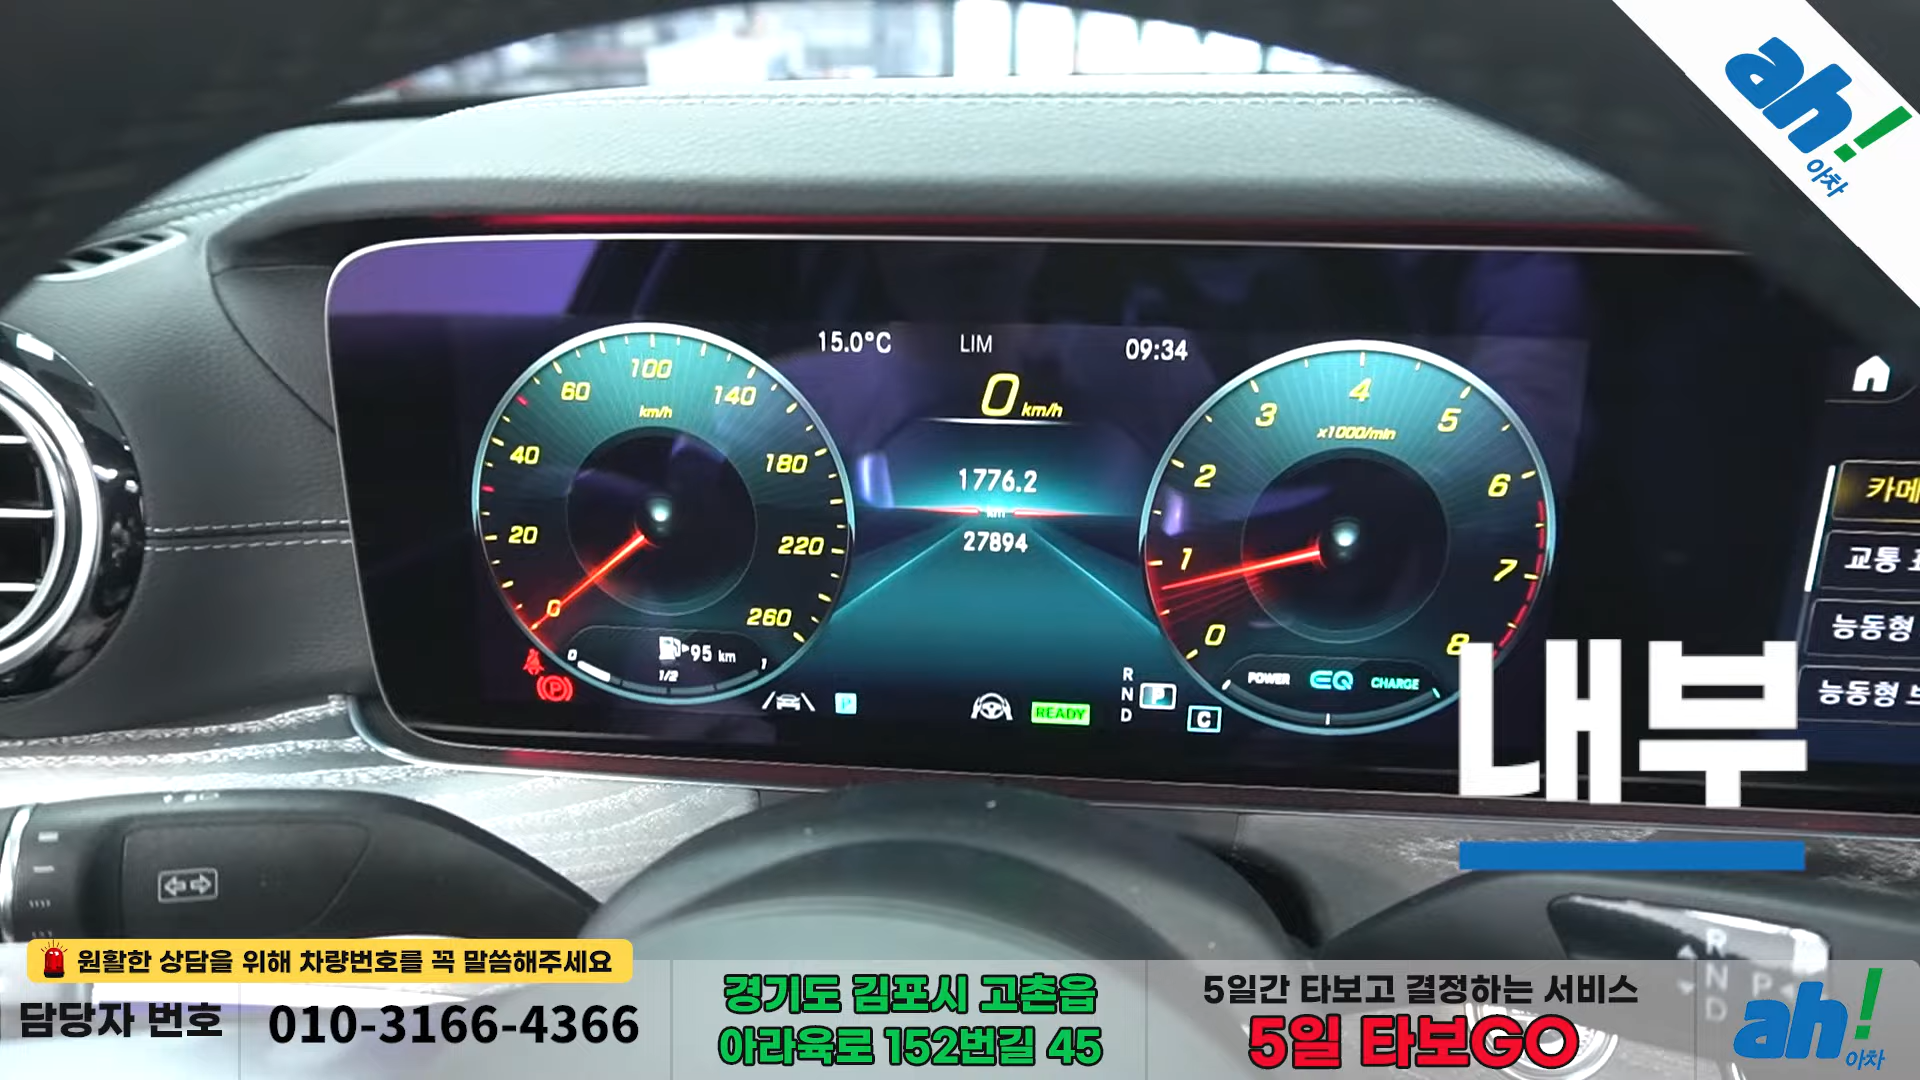 ah!
아차
15.0°C
LIM
09:34
0 km/h
1776.2
km
27894
0
20
40
60
100
140
180
220
260
km/h
95 km
0
1/2
1
0
1
2
3
4
5
6
7
8
x1000/min
POWER
EQ
CHARGE
P
P
READY
R
N
D
P
C
교통
능동형
능동형
내부
원활한 상담을 위해 차량번호를 꼭 말씀해주세요
담당자 번호
010-3166-4366
경기도 김포시 고촌읍
아라육로 152번길 45
5일간 타보고 결정하는 서비스
5일 타보GO
R
N
D
P
ah!
아차